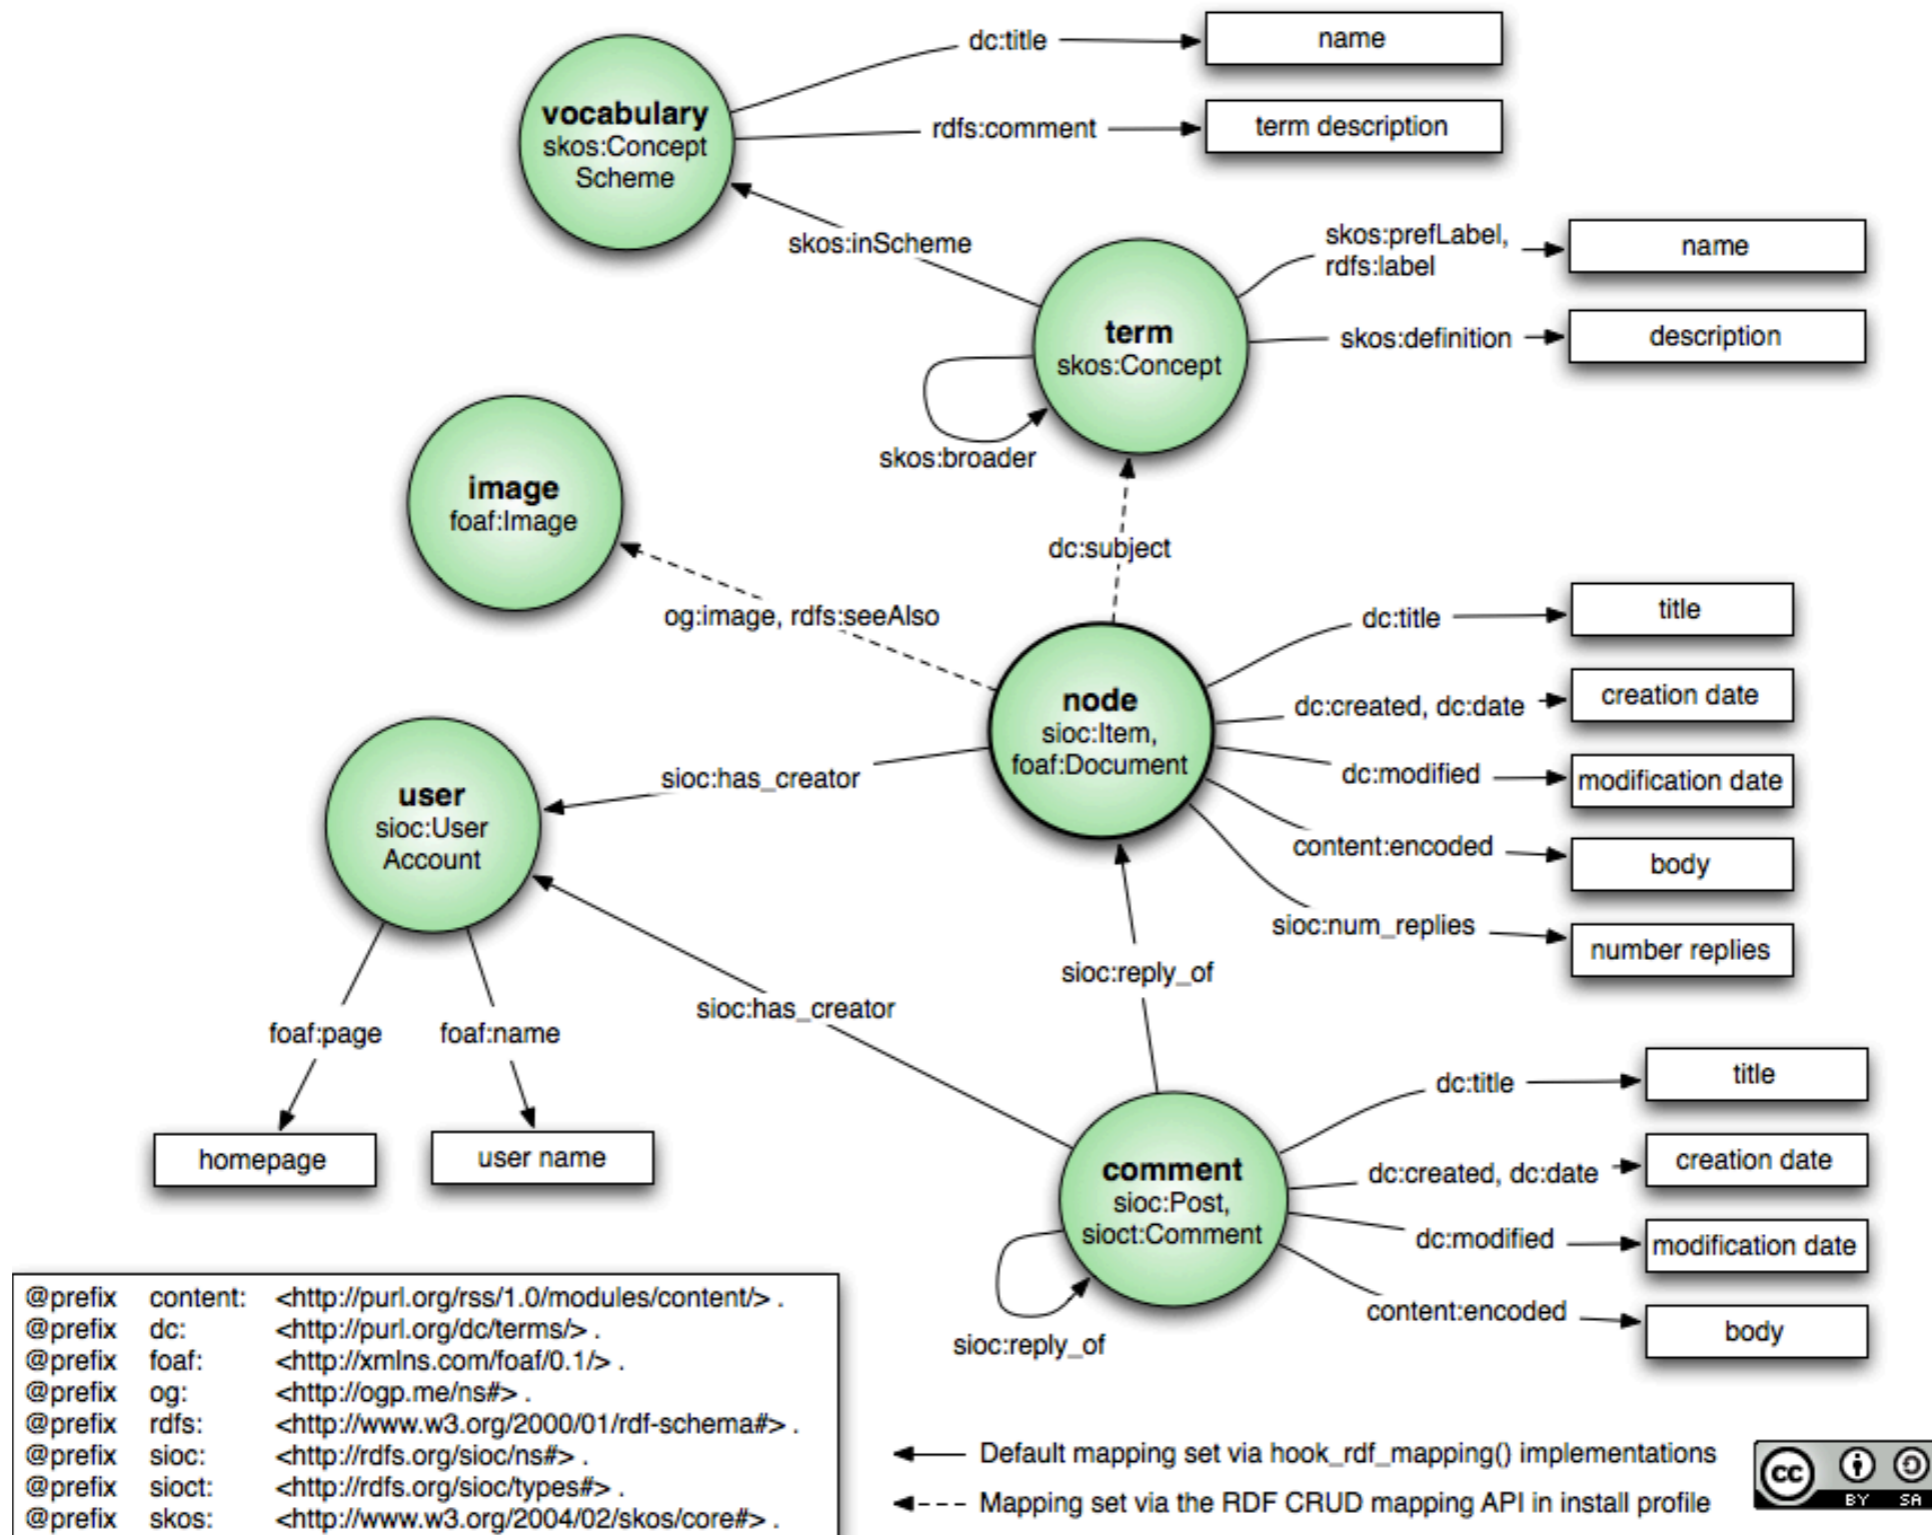 dc:title
name
vocabulary
skos:Concept
Scheme
rdfs:comment
term description
skos:inScheme
skos:prefLabel,
rdfs:label
name
term
skos:Concept
skos:definition
description
skos:broader
image
foaf:Image
dc:subject
og:image, rdfs:seeAlso
dc:title
title
node
sioc:Item,
foaf:Document
dc:created, dc:date
creation date
dc:modified
modification date
content:encoded
body
sioc:num_replies
number replies
sioc:has_creator
user
sioc:User
Account
sioc:reply_of
sioc:has_creator
foaf:page
foaf:name
homepage
user name
dc:title
title
comment
sioc:Post,
sioct:Comment
dc:created, dc:date
creation date
dc:modified
modification date
content:encoded
body
sioc:reply_of
@prefix content: <http://purl.org/rss/1.0/modules/content/> .
@prefix dc: <http://purl.org/dc/terms/> .
@prefix foaf: <http://xmlns.com/foaf/0.1/> .
@prefix og: <http://ogp.me/ns#> .
@prefix rdfs: <http://www.w3.org/2000/01/rdf-schema#> .
@prefix sioc: <http://rdfs.org/sioc/ns#> .
@prefix sioct: <http://rdfs.org/sioc/types#> .
@prefix skos: <http://www.w3.org/2004/02/skos/core#> .
Default mapping set via hook_rdf_mapping() implementations
Mapping set via the RDF CRUD mapping API in install profile
cc
BY SA